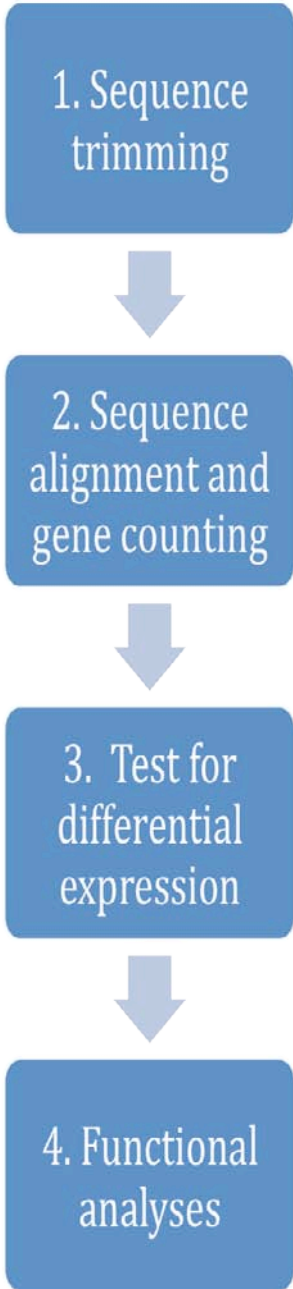 1. Sequence
trimming
2. Sequence
alignment and
gene counting
3. Test for
differential
expression
4. Functional
analyses